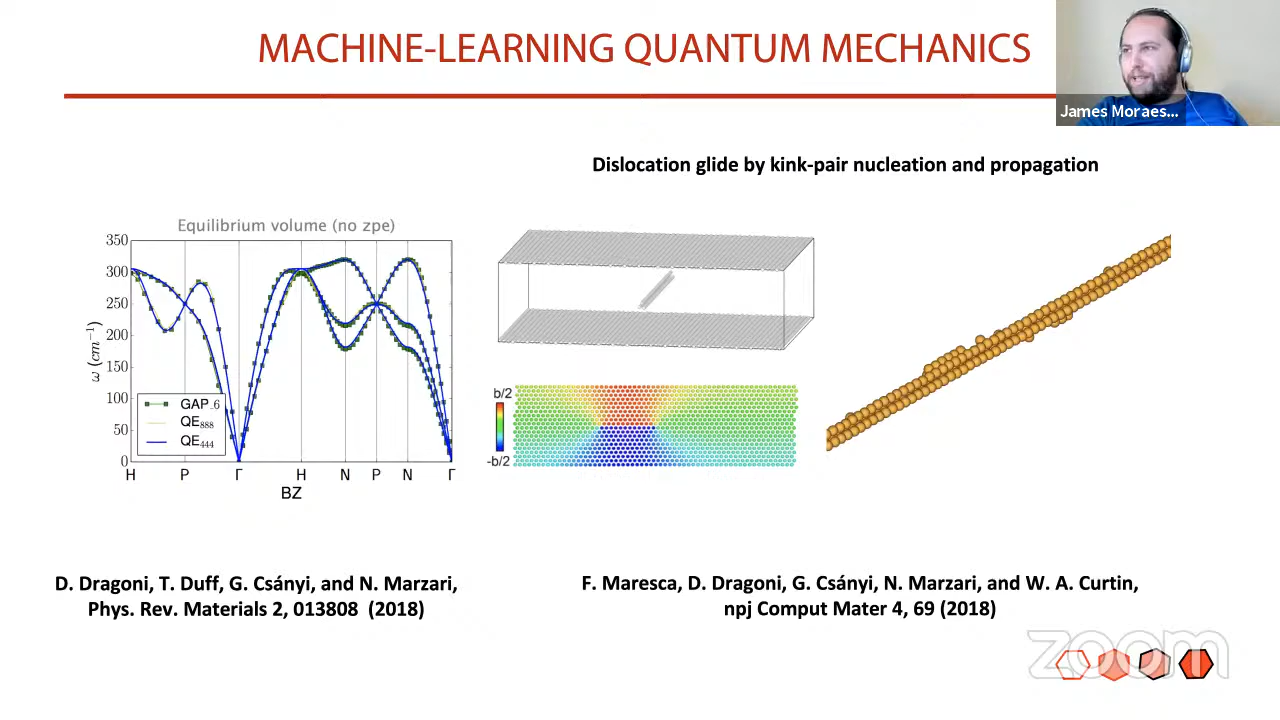 MACHINE-LEARNING QUANTUM MECHANICS
James Moraes...
Dislocation glide by kink-pair nucleation and propagation
Equilibrium volume (no zpe)
350
300
250
200
150
100
50
0
ω (cm⁻¹)
GAP_6
QE₈₈₈
QE₄₄₄
H P Γ H N P N Γ
BZ
b/2
-b/2
D. Dragoni, T. Duff, G. Csányi, and N. Marzari,
Phys. Rev. Materials 2, 013808 (2018)
F. Maresca, D. Dragoni, G. Csányi, N. Marzari, and W. A. Curtin,
npj Comput Mater 4, 69 (2018)
zoom